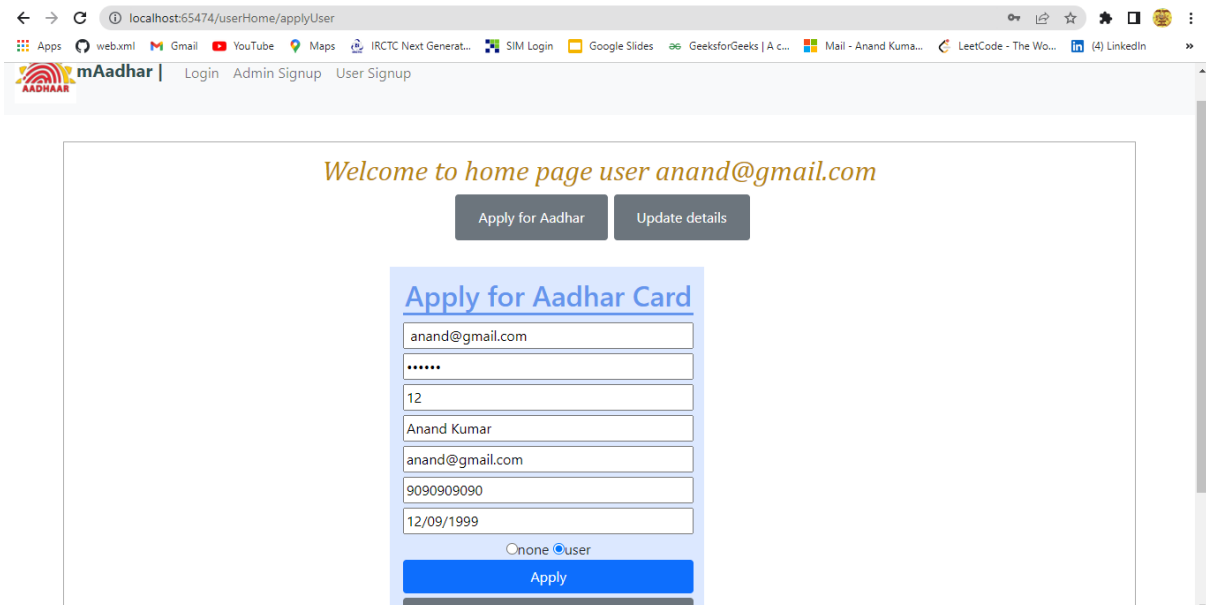 localhost:65474/userHome/applyUser
Apps web.xml Gmail YouTube Maps IRCTC Next Generat... SIM Login Google Slides GeeksforGeeks | A c... Mail - Anand Kuma... LeetCode - The Wo... (4) LinkedIn »
AADHAAR mAadhar | Login Admin Signup User Signup
Welcome to home page user anand@gmail.com
Apply for Aadhar Update details
Apply for Aadhar Card
anand@gmail.com
••••••
12
Anand Kumar
anand@gmail.com
9090909090
12/09/1999
none user
Apply